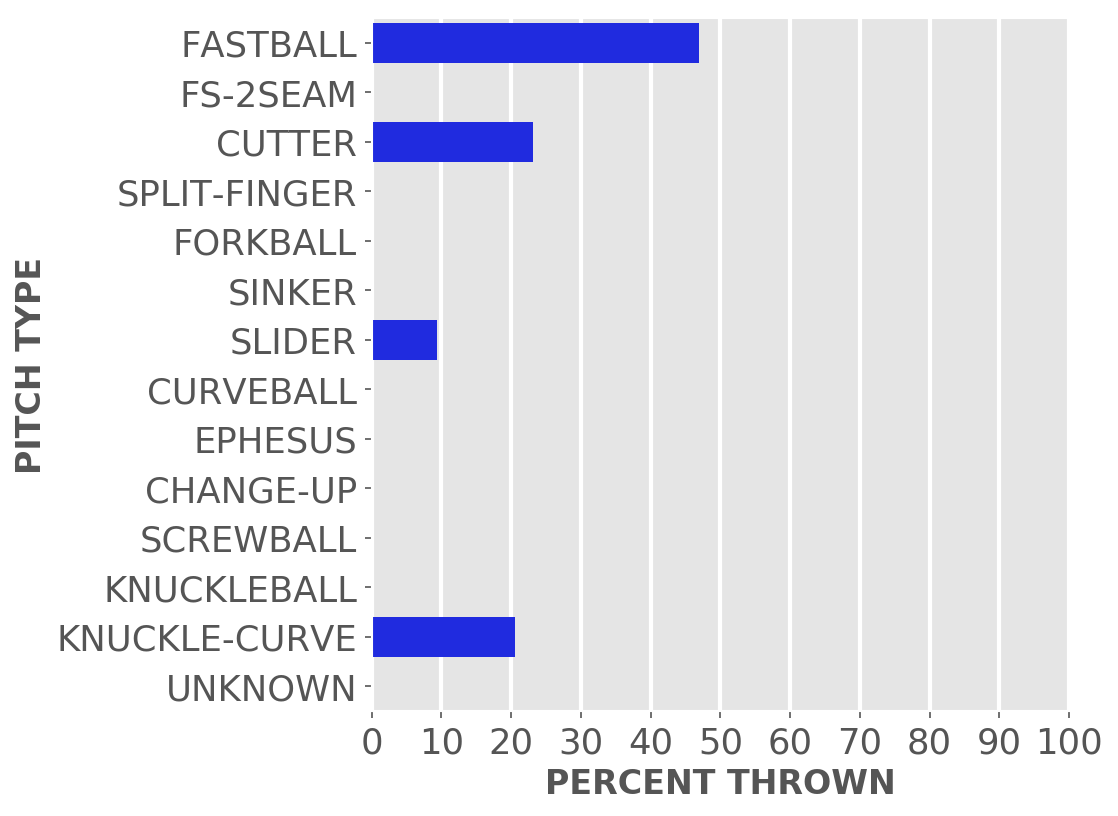 FASTBALL
FS-2SEAM
CUTTER
SPLIT-FINGER
FORKBALL
SINKER
SLIDER
CURVEBALL
EPHESUS
CHANGE-UP
SCREWBALL
KNUCKLEBALL
KNUCKLE-CURVE
UNKNOWN
PITCH TYPE
0 10 20 30 40 50 60 70 80 90 100
PERCENT THROWN